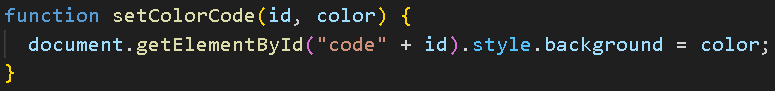 function setColorCode(id, color) {
  document.getElementById("code" + id).style.background = color;
}